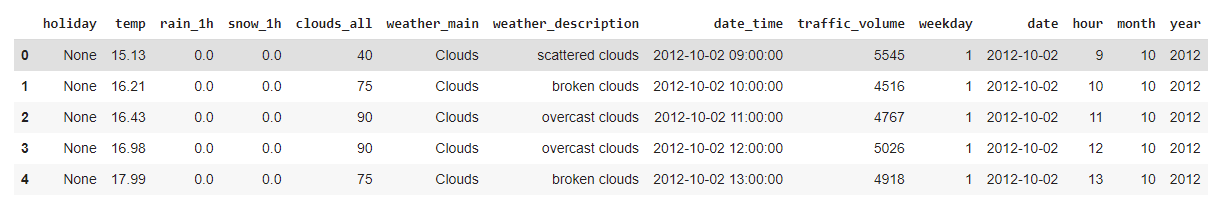 holiday temp rain_1h snow_1h clouds_all weather_main weather_description date_time traffic_volume weekday date hour month year
0 None 15.13 0.0 0.0 40 Clouds scattered clouds 2012-10-02 09:00:00 5545 1 2012-10-02 9 10 2012
1 None 16.21 0.0 0.0 75 Clouds broken clouds 2012-10-02 10:00:00 4516 1 2012-10-02 10 10 2012
2 None 16.43 0.0 0.0 90 Clouds overcast clouds 2012-10-02 11:00:00 4767 1 2012-10-02 11 10 2012
3 None 16.98 0.0 0.0 90 Clouds overcast clouds 2012-10-02 12:00:00 5026 1 2012-10-02 12 10 2012
4 None 17.99 0.0 0.0 75 Clouds broken clouds 2012-10-02 13:00:00 4918 1 2012-10-02 13 10 2012